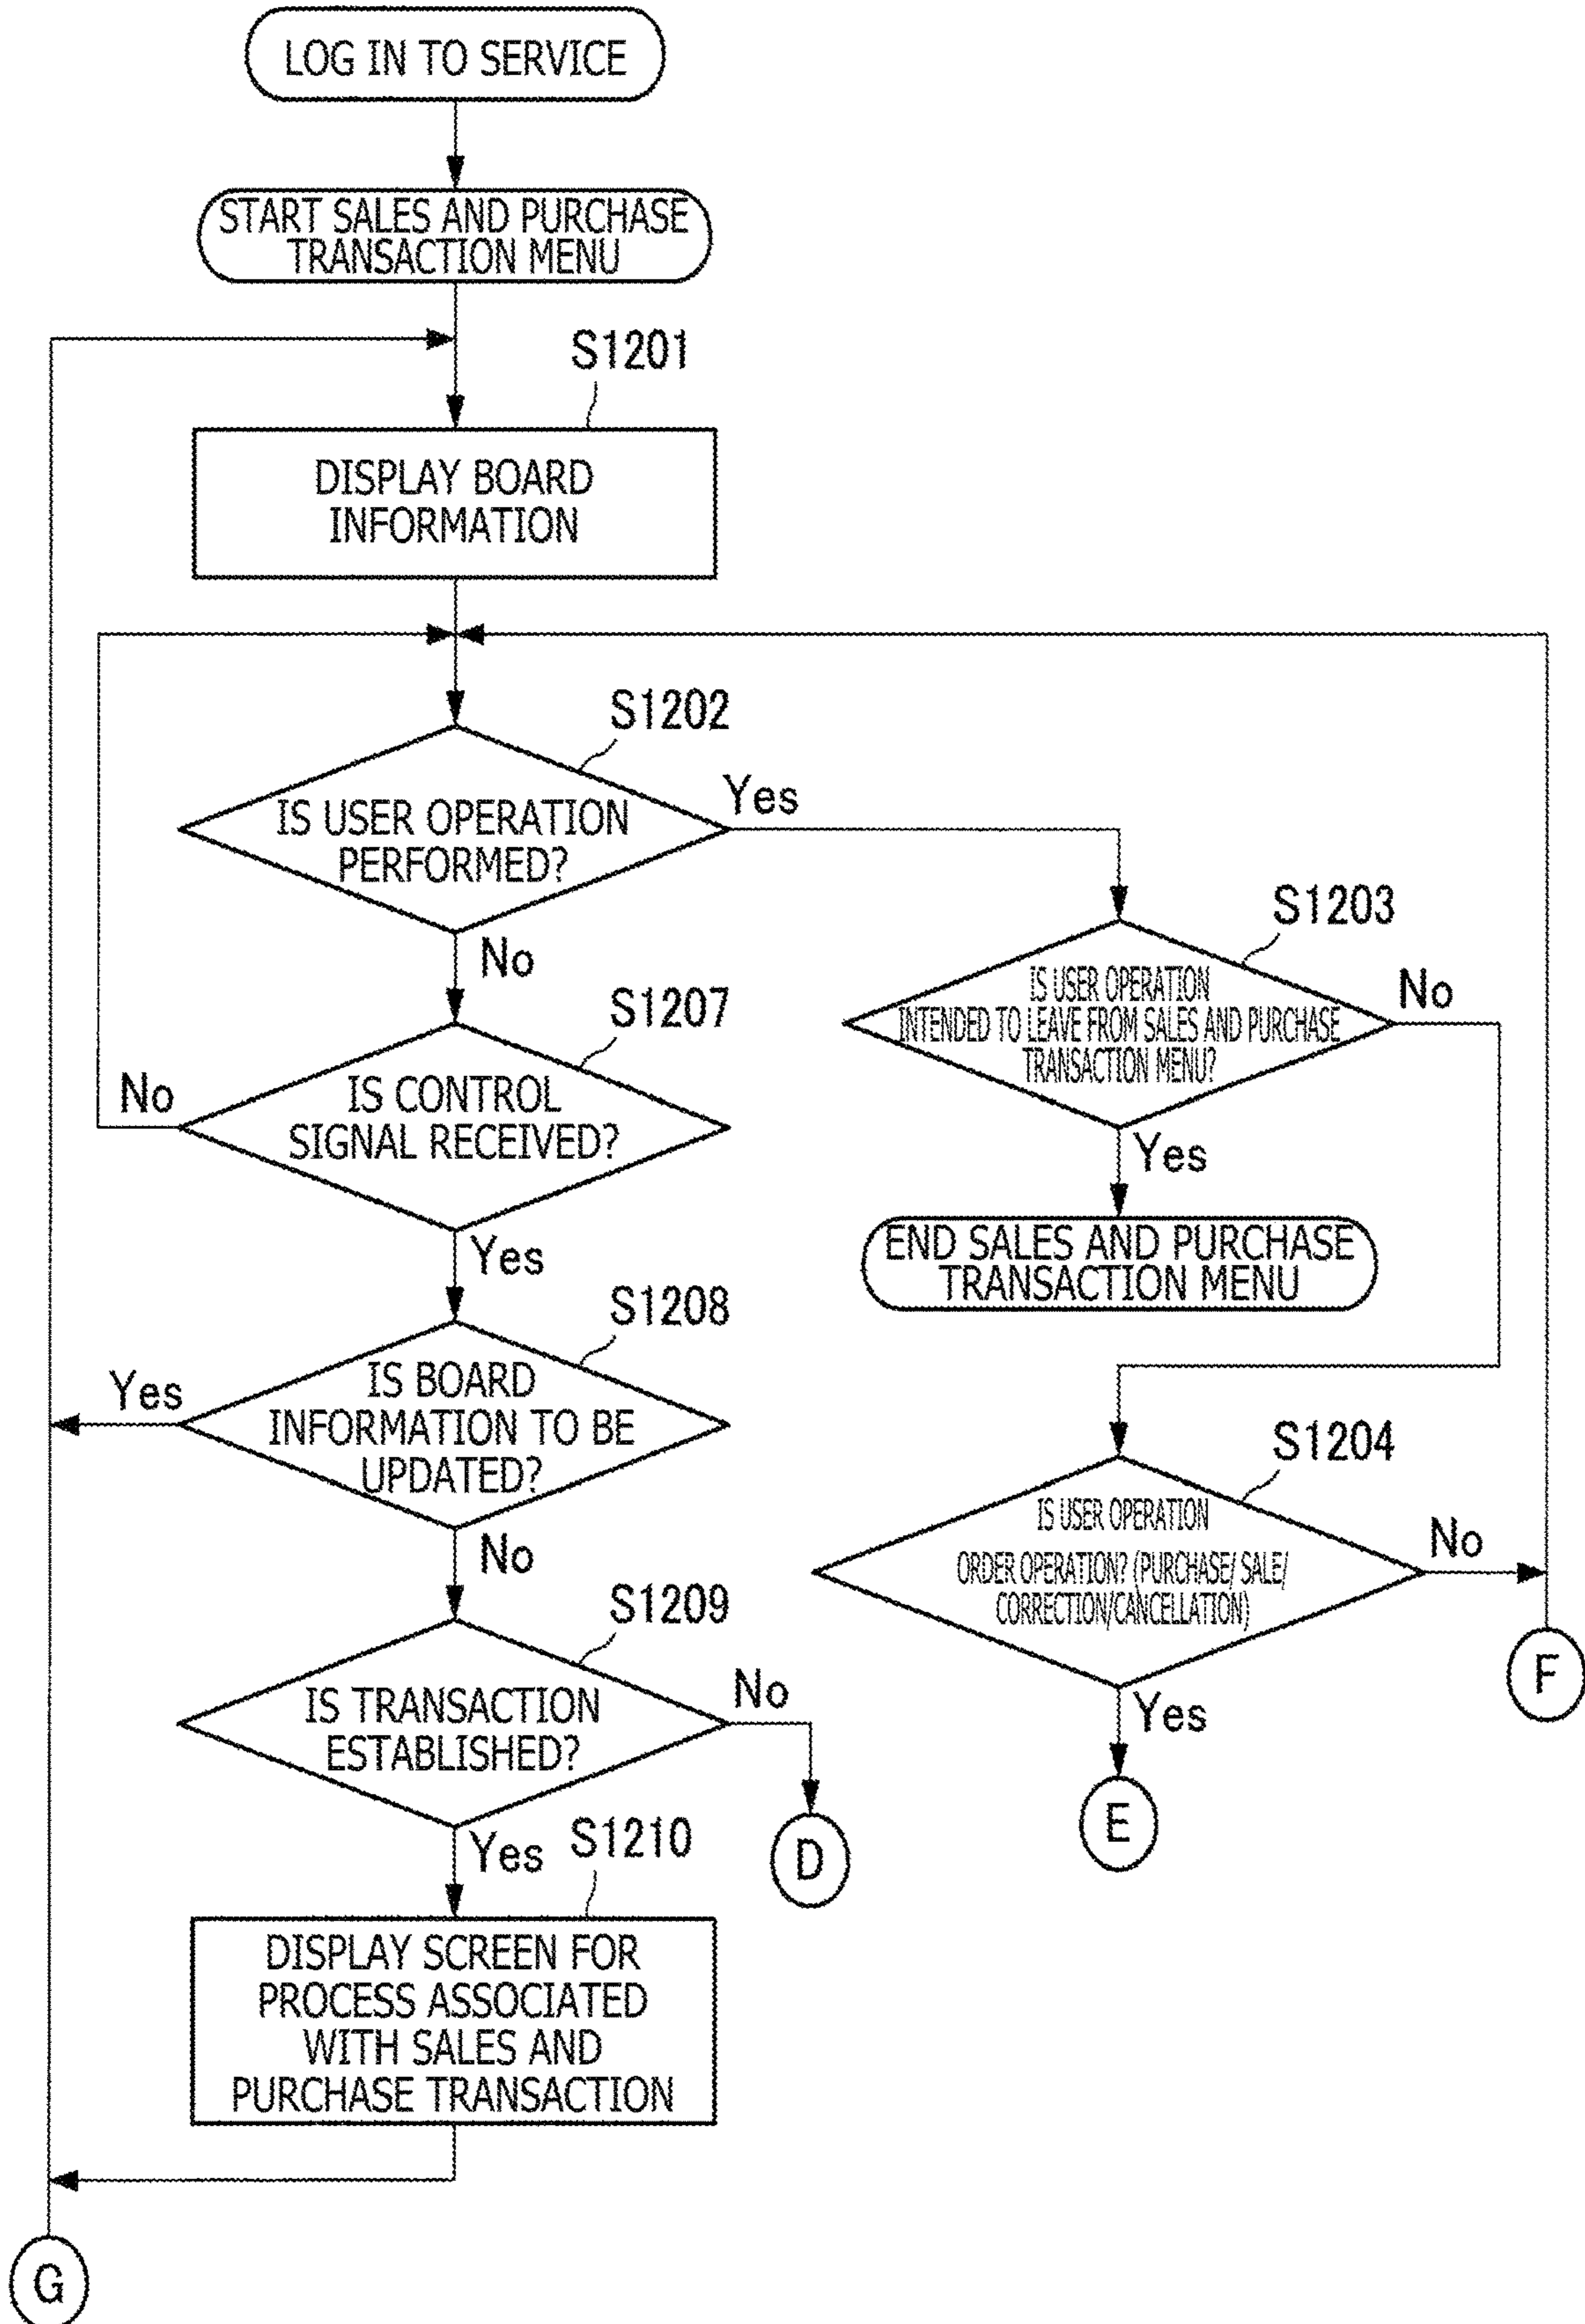 LOG IN TO SERVICE
START SALES AND PURCHASE
TRANSACTION MENU
S1201
DISPLAY BOARD
INFORMATION
S1202
IS USER OPERATION
PERFORMED?
Yes
No
S1203
IS USER OPERATION
INTENDED TO LEAVE FROM SALES AND PURCHASE
TRANSACTION MENU?
No
Yes
END SALES AND PURCHASE
TRANSACTION MENU
S1207
IS CONTROL
SIGNAL RECEIVED?
No
Yes
S1208
IS BOARD
INFORMATION TO BE
UPDATED?
Yes
No
S1204
IS USER OPERATION
ORDER OPERATION? (PURCHASE/ SALE/
CORRECTION/CANCELLATION)
No
Yes
F
E
S1209
IS TRANSACTION
ESTABLISHED?
No
D
Yes
S1210
DISPLAY SCREEN FOR
PROCESS ASSOCIATED
WITH SALES AND
PURCHASE TRANSACTION
G